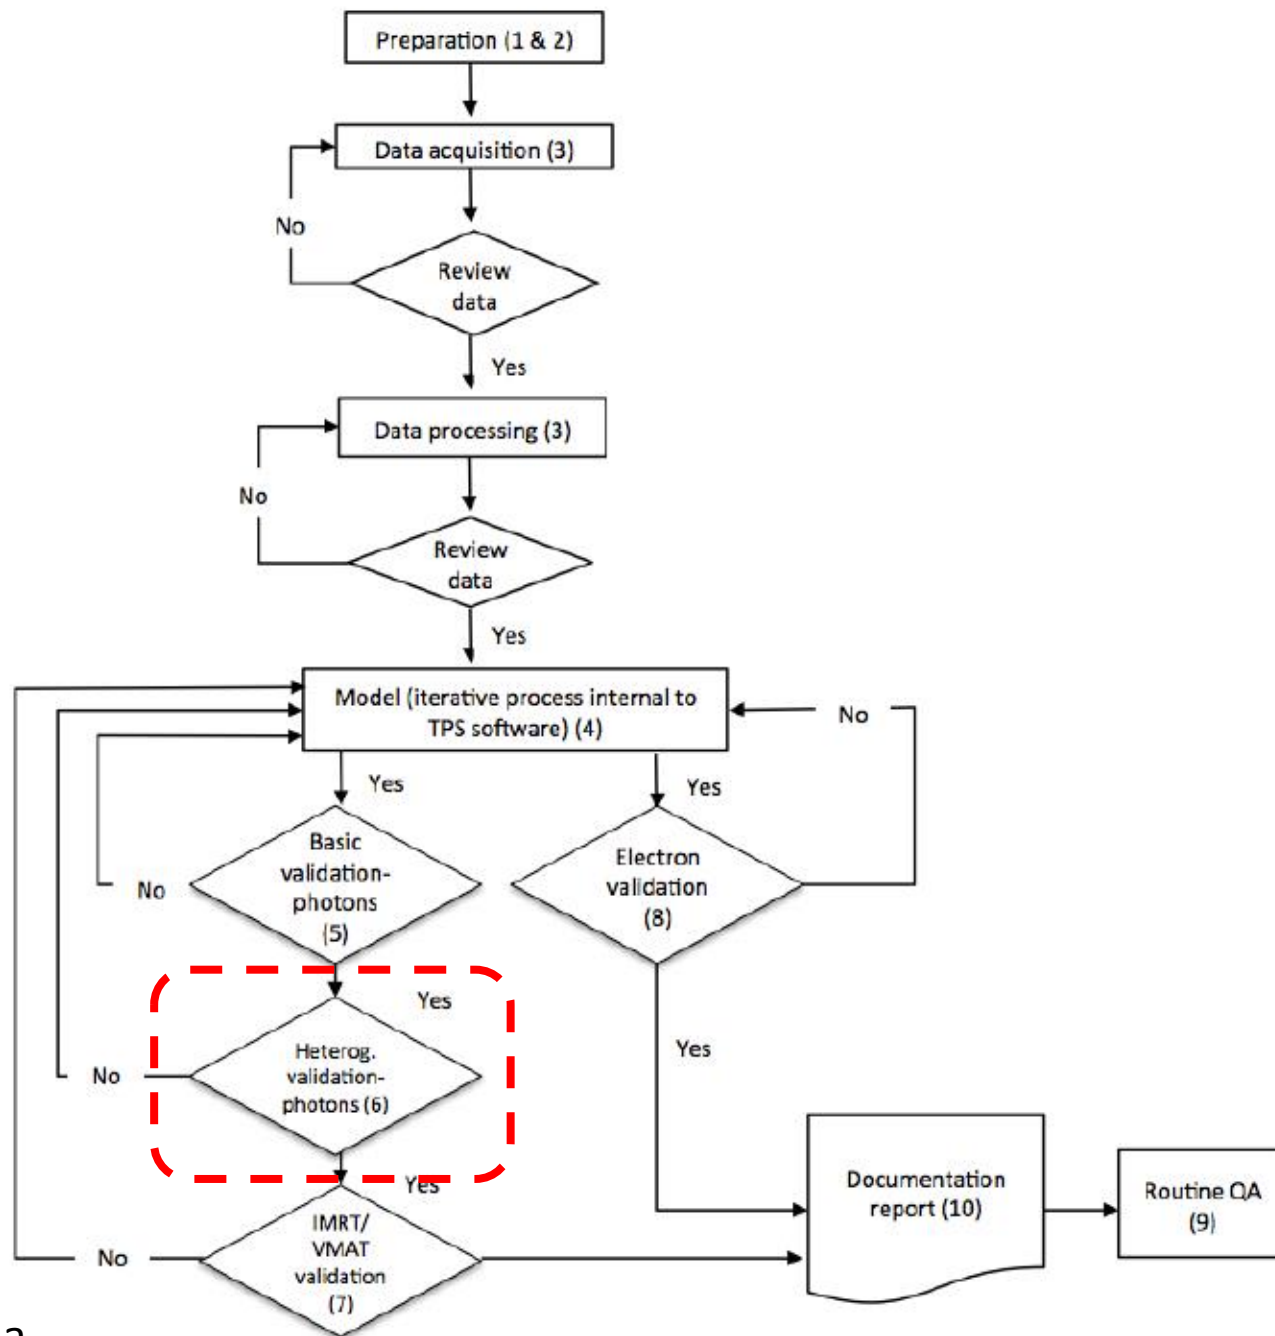 Preparation (1 & 2)
Data acquisition (3)
No
Review
data
Yes
Data processing (3)
No
Review
data
Yes
Model (iterative process internal to
TPS software) (4)
No
Yes
Yes
Basic
validation-
photons
(5)
No
Electron
validation
(8)
Yes
Heterog.
validation-
photons (6)
No
Yes
Yes
IMRT/
VMAT
validation
(7)
No
Documentation
report (10)
Routine QA
(9)
a